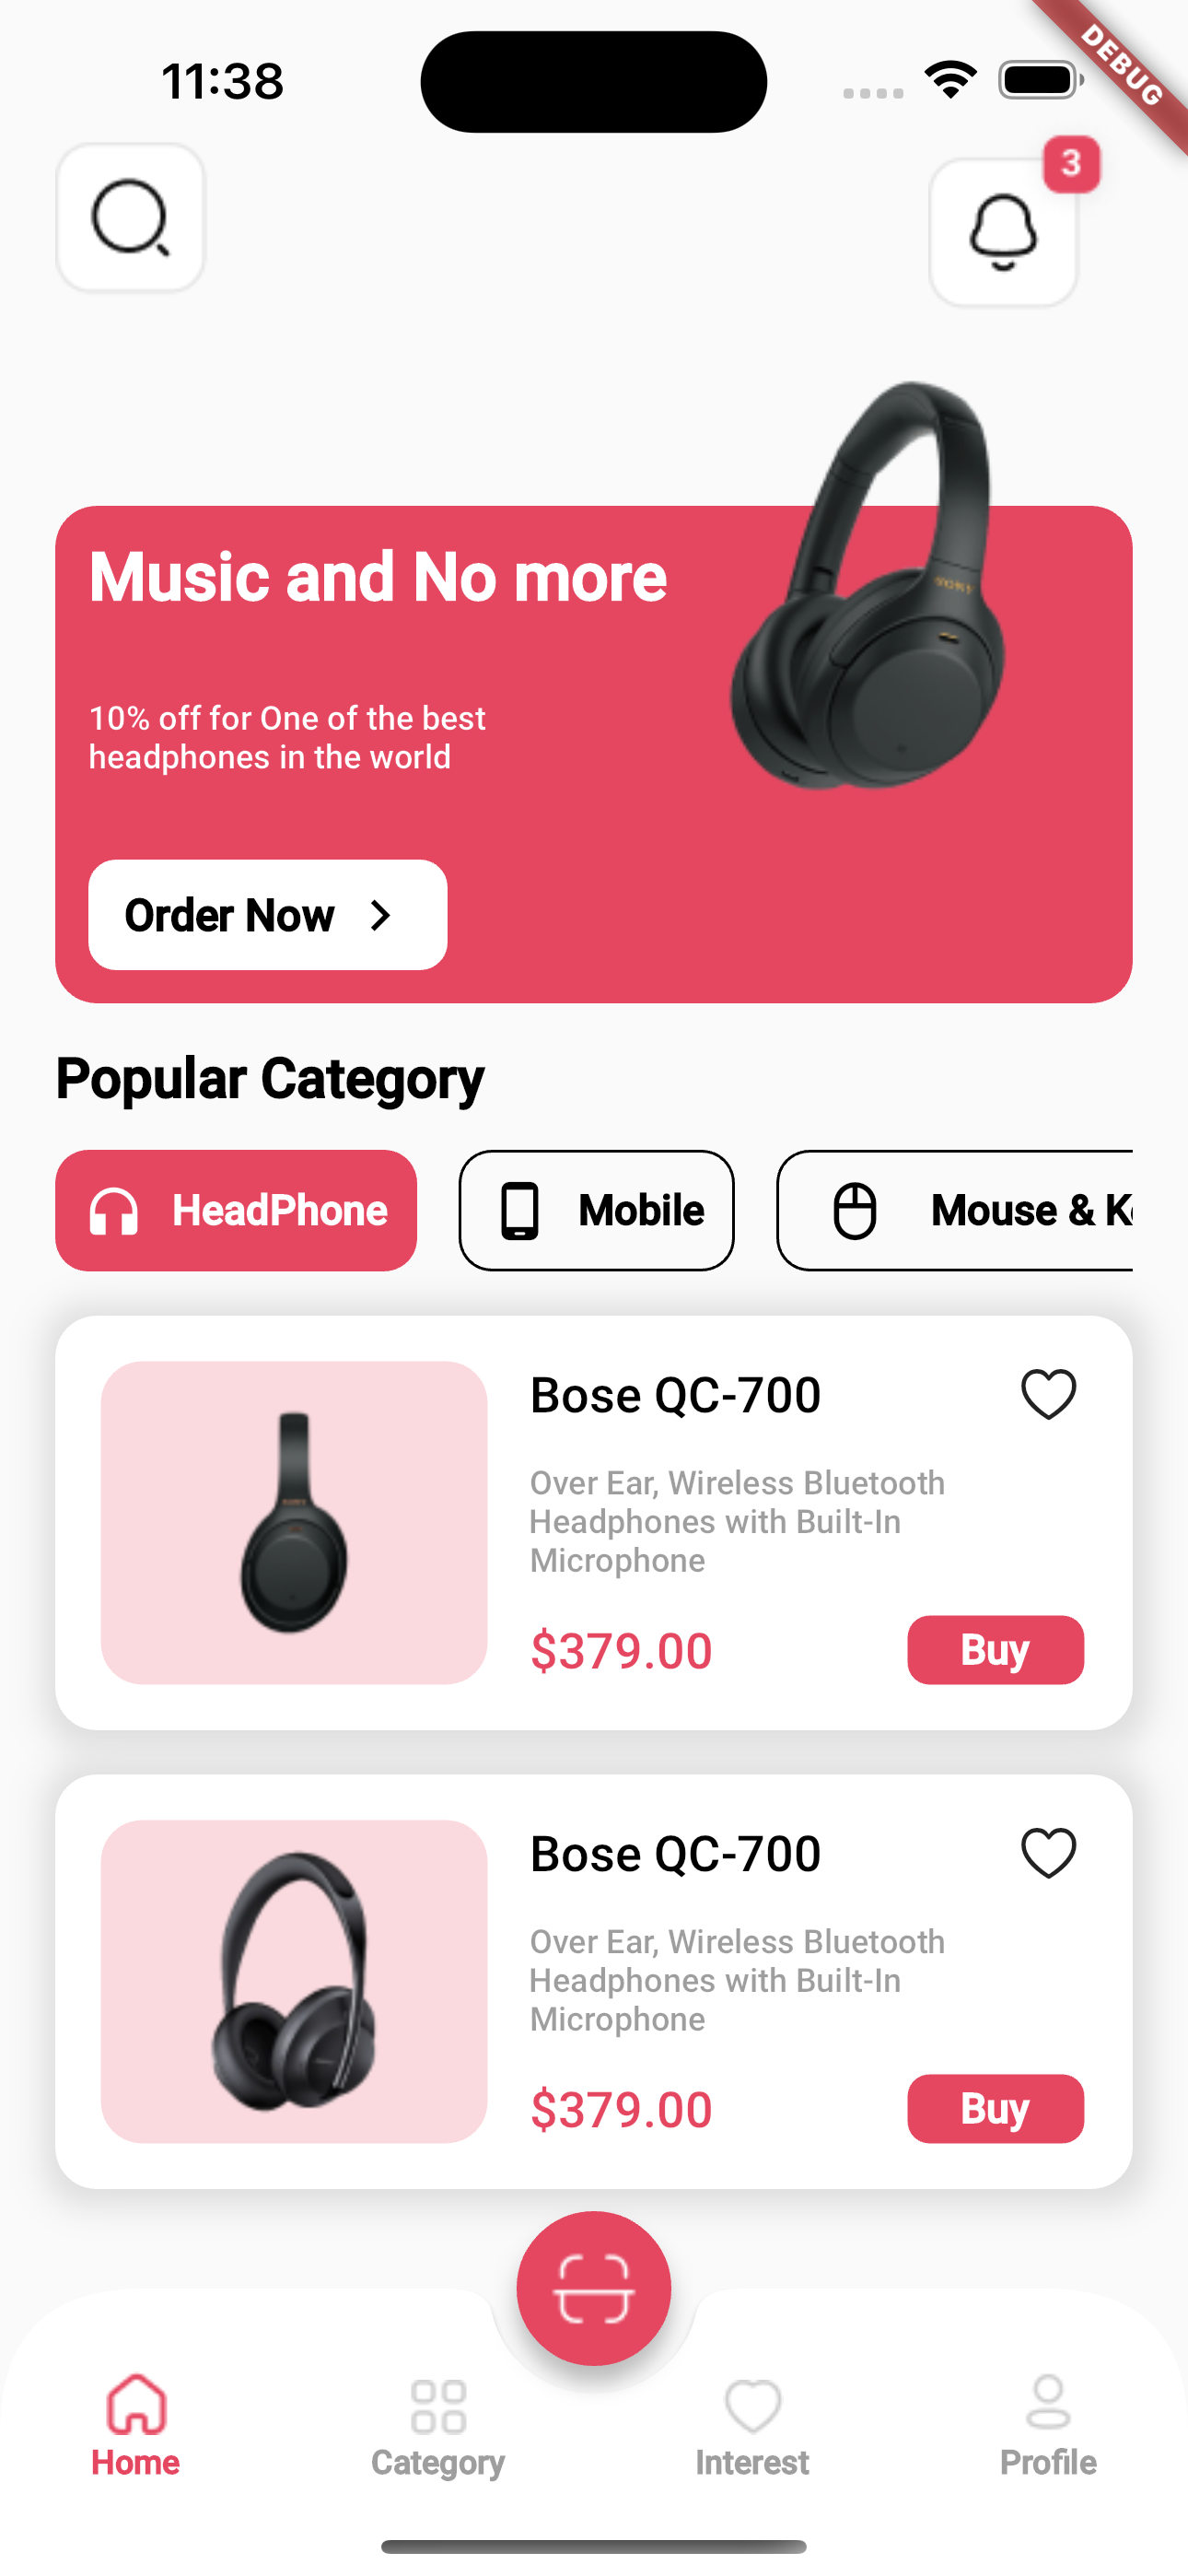 11:38
DEBUG
3
SONY
Music and No more
10% off for One of the best
headphones in the world
Order Now
Popular Category
HeadPhone
Mobile
Mouse & K
Bose QC-700
Over Ear, Wireless Bluetooth
Headphones with Built-In
Microphone
$379.00
Buy
Bose QC-700
Over Ear, Wireless Bluetooth
Headphones with Built-In
Microphone
$379.00
Buy
Home
Category
Interest
Profile